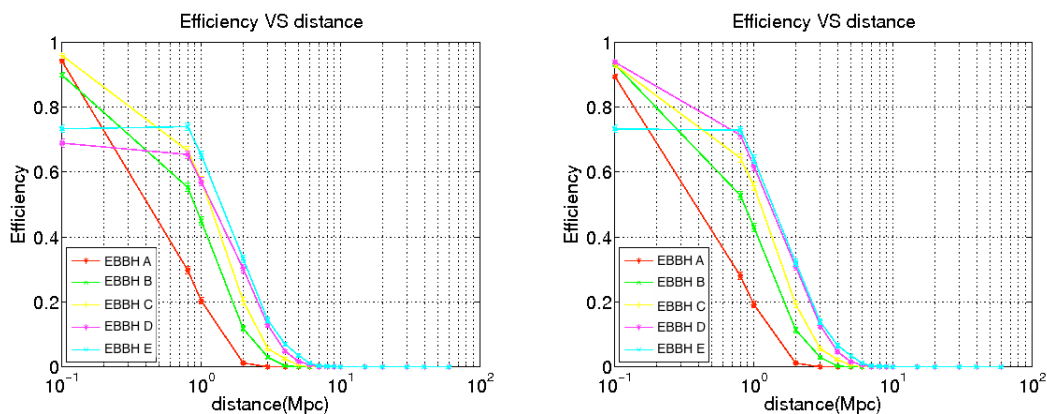 Efficiency VS distance
1
0.8
0.6
0.4
0.2
0
Efficiency
EBBH A
EBBH B
EBBH C
EBBH D
EBBH E
10^-1
10^0
10^1
10^2
distance(Mpc)
Efficiency VS distance
1
0.8
0.6
0.4
0.2
0
Efficiency
EBBH A
EBBH B
EBBH C
EBBH D
EBBH E
10^-1
10^0
10^1
10^2
distance(Mpc)